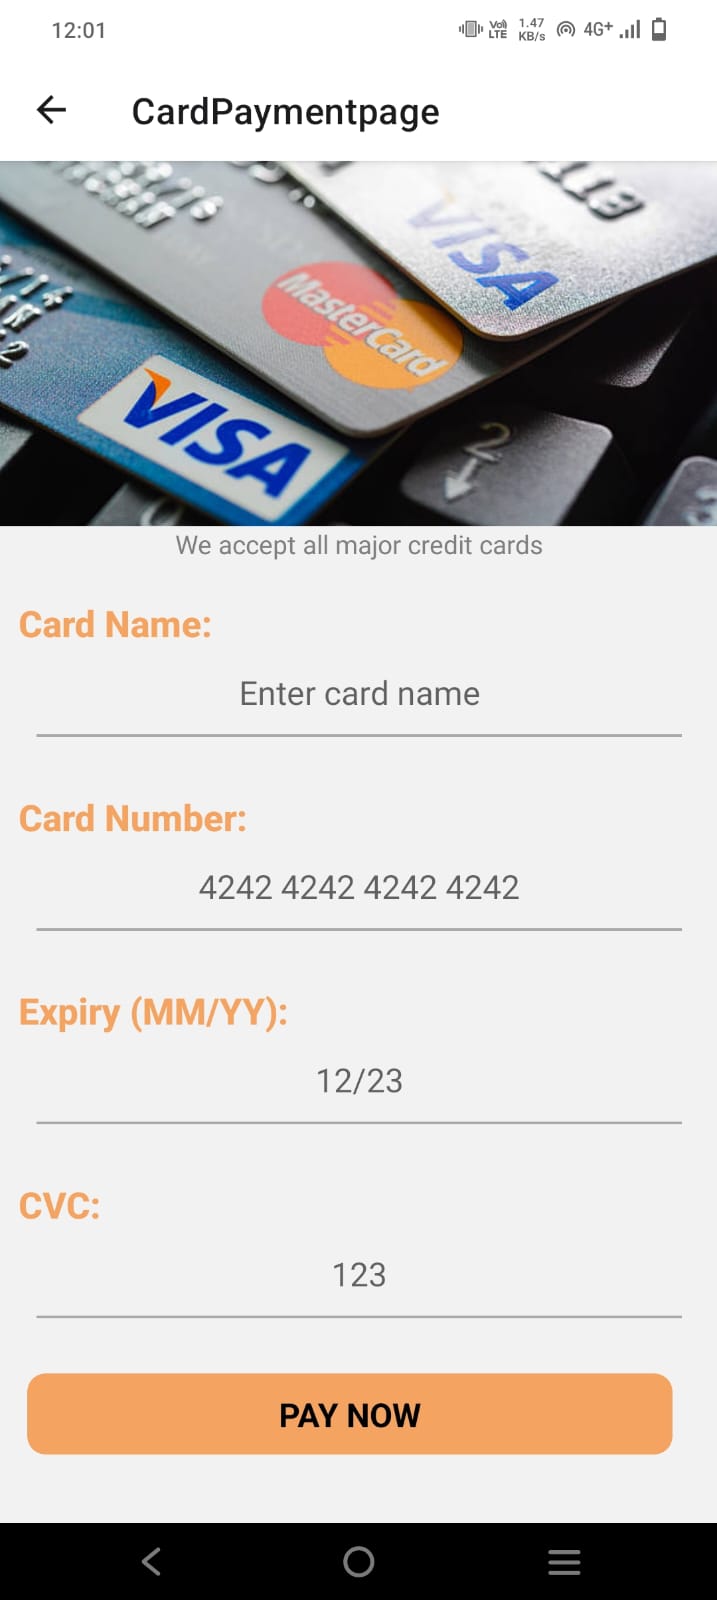 12:01
Vo) LTE 1.47 KB/s 4G+
CardPaymentpage
VISA
MasterCard
VISA
2
We accept all major credit cards
Card Name:
Enter card name
Card Number:
4242 4242 4242 4242
Expiry (MM/YY):
12/23
CVC:
123
PAY NOW